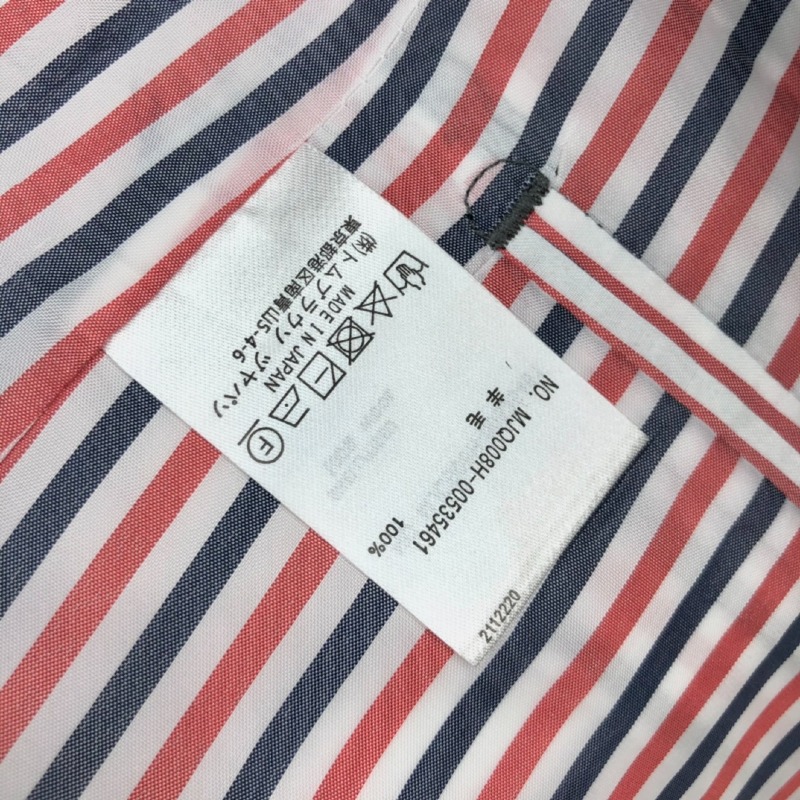 NO. MJQ008H-00535461
羊 毛 100%
F
MADE IN JAPAN
(株)トムブラウン ジャパン
東京都港区南青山5-4-6
2112220